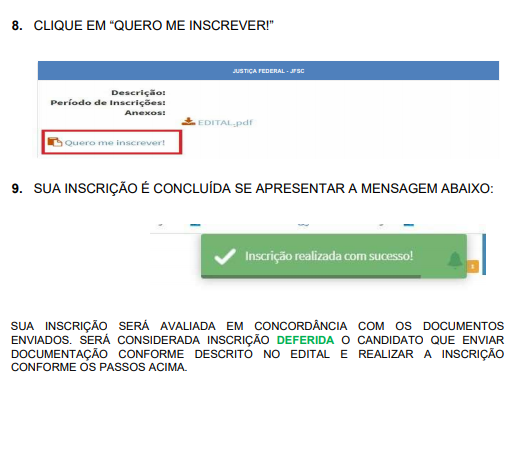 8. CLIQUE EM “QUERO ME INSCREVER!”
JUSTIÇA FEDERAL - JFSC
Descrição:
Período de Inscrições:
Anexos:
EDITAL.pdf
Quero me inscrever!
9. SUA INSCRIÇÃO É CONCLUÍDA SE APRESENTAR A MENSAGEM ABAIXO:
Inscrição realizada com sucesso!
SUA INSCRIÇÃO SERÁ AVALIADA EM CONCORDÂNCIA COM OS DOCUMENTOS
ENVIADOS. SERÁ CONSIDERADA INSCRIÇÃO DEFERIDA O CANDIDATO QUE ENVIAR
DOCUMENTAÇÃO CONFORME DESCRITO NO EDITAL E REALIZAR A INSCRIÇÃO
CONFORME OS PASSOS ACIMA.